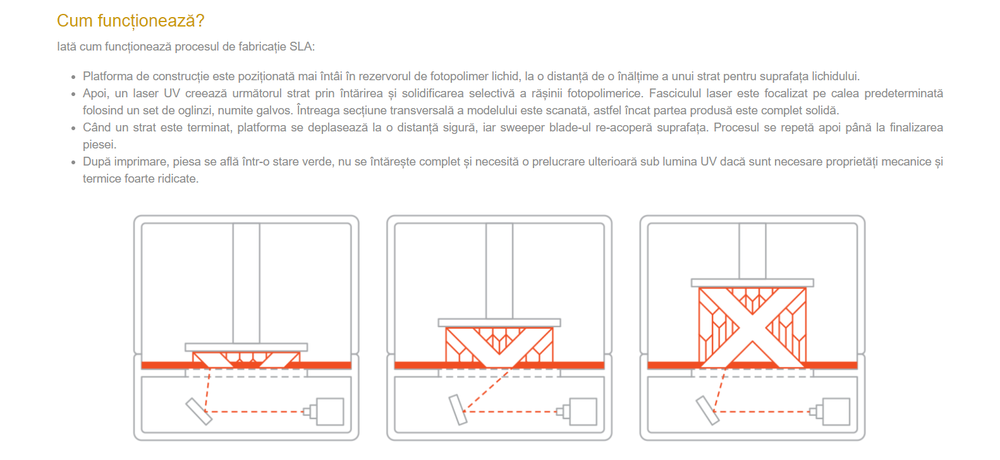 Cum funcționează?
Iată cum funcționează procesul de fabricație SLA:
Platforma de construcție este poziționată mai întâi în rezervorul de fotopolimer lichid, la o distanță de o înălțime a unui strat pentru suprafața lichidului.
Apoi, un laser UV creează următorul strat prin întărirea și solidificarea selectivă a rășinii fotopolimerice. Fasciculul laser este focalizat pe calea predeterminată
folosind un set de oglinzi, numite galvos. Întreaga secțiune transversală a modelului este scanată, astfel încat partea produsă este complet solidă.
Când un strat este terminat, platforma se deplasează la o distanță sigură, iar sweeper blade-ul re-acoperă suprafața. Procesul se repetă apoi până la finalizarea
piesei.
După imprimare, piesa se află într-o stare verde, nu se întărește complet și necesită o prelucrare ulterioară sub lumina UV dacă sunt necesare proprietăți mecanice și
termice foarte ridicate.